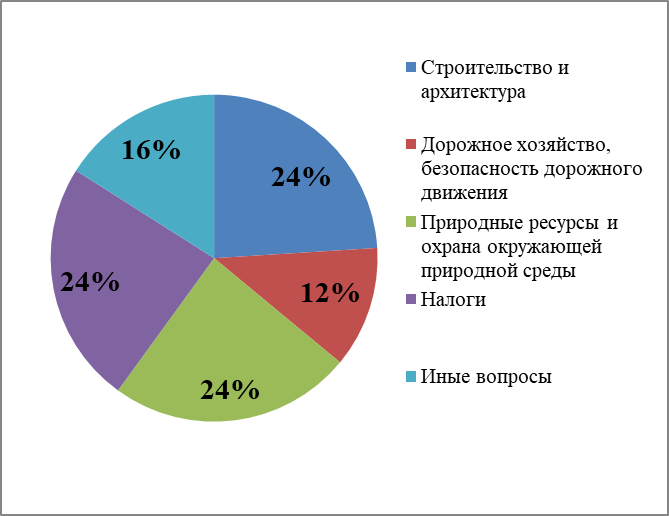 Строительство и
архитектура
Дорожное хозяйство,
безопасность дорожного
движения
Природные ресурсы и
охрана окружающей
природной среды
Налоги
Иные вопросы
24%
12%
24%
24%
16%